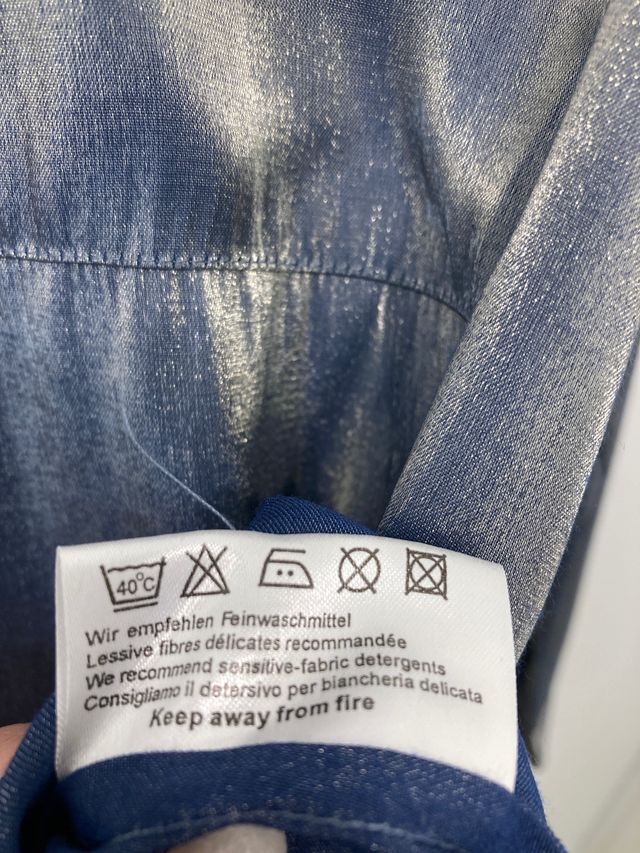 40°C
Wir empfehlen Feinwaschmittel
Lessive fibres délicates recommandée
We recommend sensitive-fabric detergents
Consigliamo il detersivo per biancheria delicata
Keep away from fire